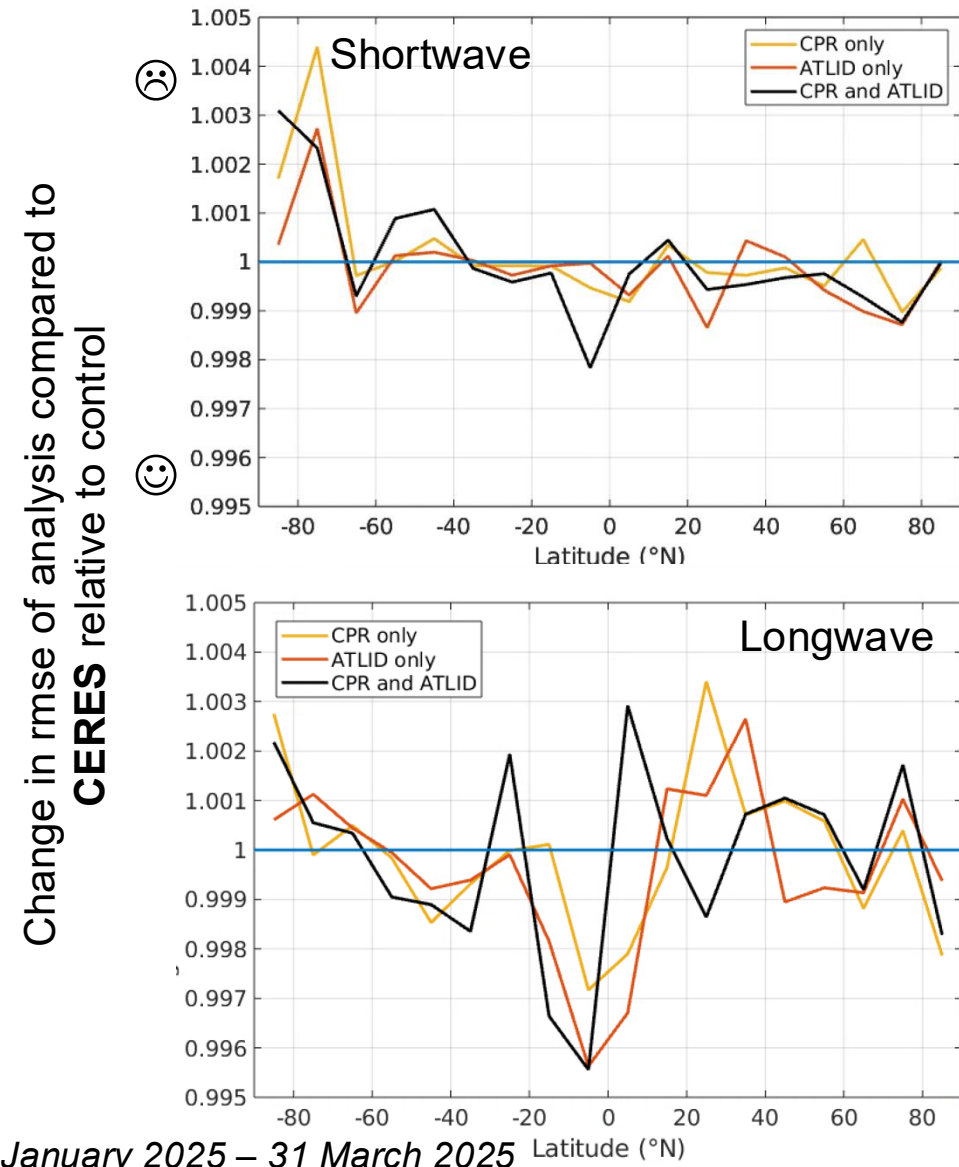 Change in rmse of analysis compared to
CERES relative to control
1.005
1.004
1.003
1.002
1.001
1
0.999
0.998
0.997
0.996
0.995
Shortwave
CPR only
ATLID only
CPR and ATLID
-80 -60 -40 -20 0 20 40 60 80
Latitude (°N)
1.005
1.004
1.003
1.002
1.001
1
0.999
0.998
0.997
0.996
0.995
CPR only
ATLID only
CPR and ATLID
Longwave
-80 -60 -40 -20 0 20 40 60 80
Latitude (°N)
January 2025 – 31 March 2025